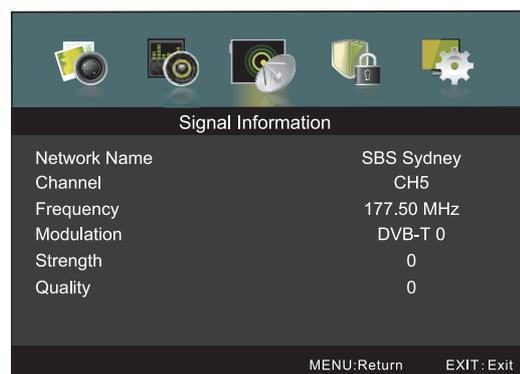 Signal Information
Network Name SBS Sydney
Channel CH5
Frequency 177.50 MHz
Modulation DVB-T 0
Strength 0
Quality 0
MENU:Return EXIT:Exit